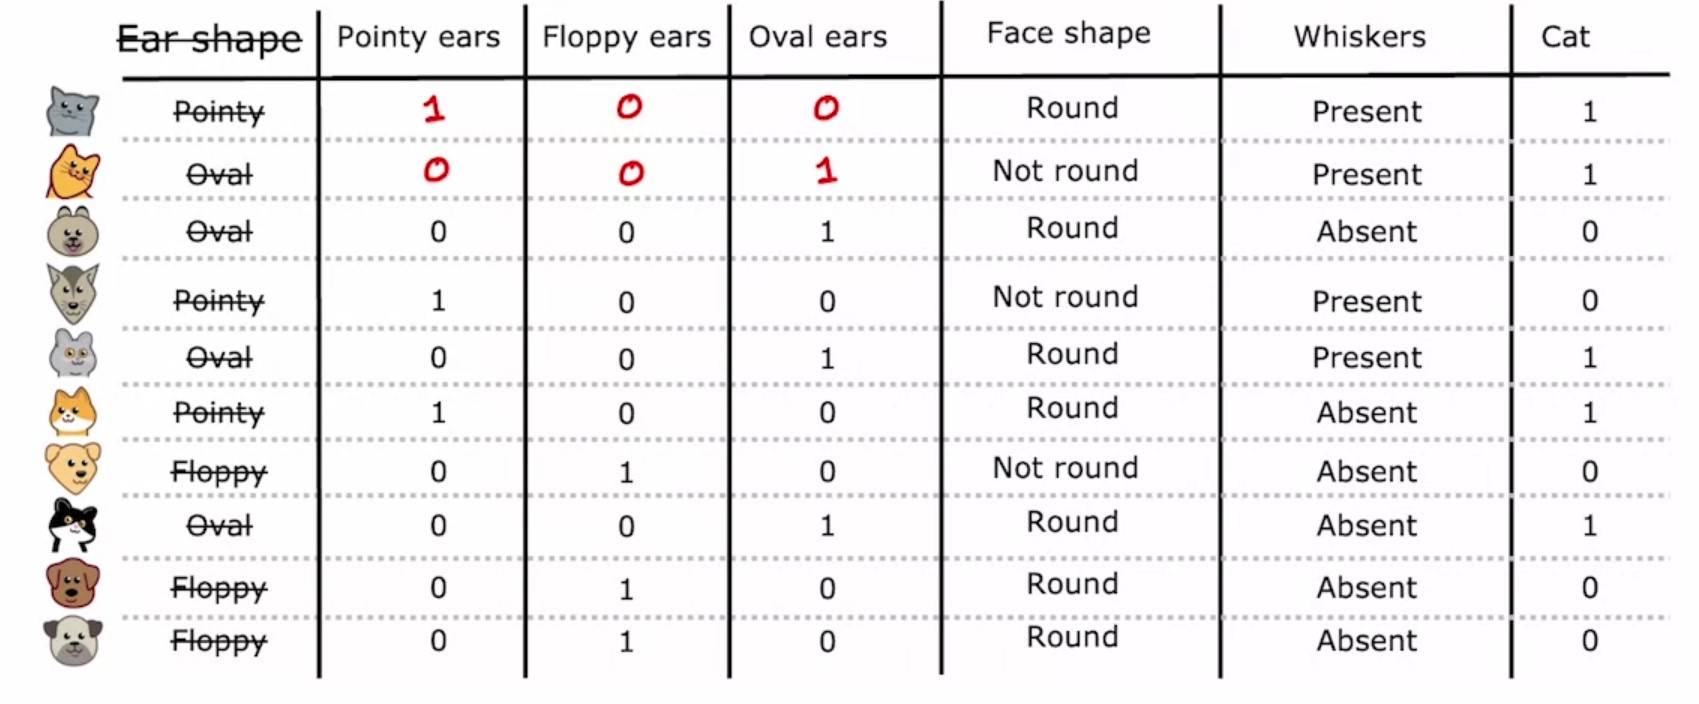 Ear shape Pointy ears Floppy ears Oval ears Face shape Whiskers Cat
Pointy 1 0 0 Round Present 1
Oval 0 0 1 Not round Present 1
Oval 0 0 1 Round Absent 0
Pointy 1 0 0 Not round Present 0
Oval 0 0 1 Round Present 1
Pointy 1 0 0 Round Absent 1
Floppy 0 1 0 Not round Absent 0
Oval 0 0 1 Round Absent 1
Floppy 0 1 0 Round Absent 0
Floppy 0 1 0 Round Absent 0